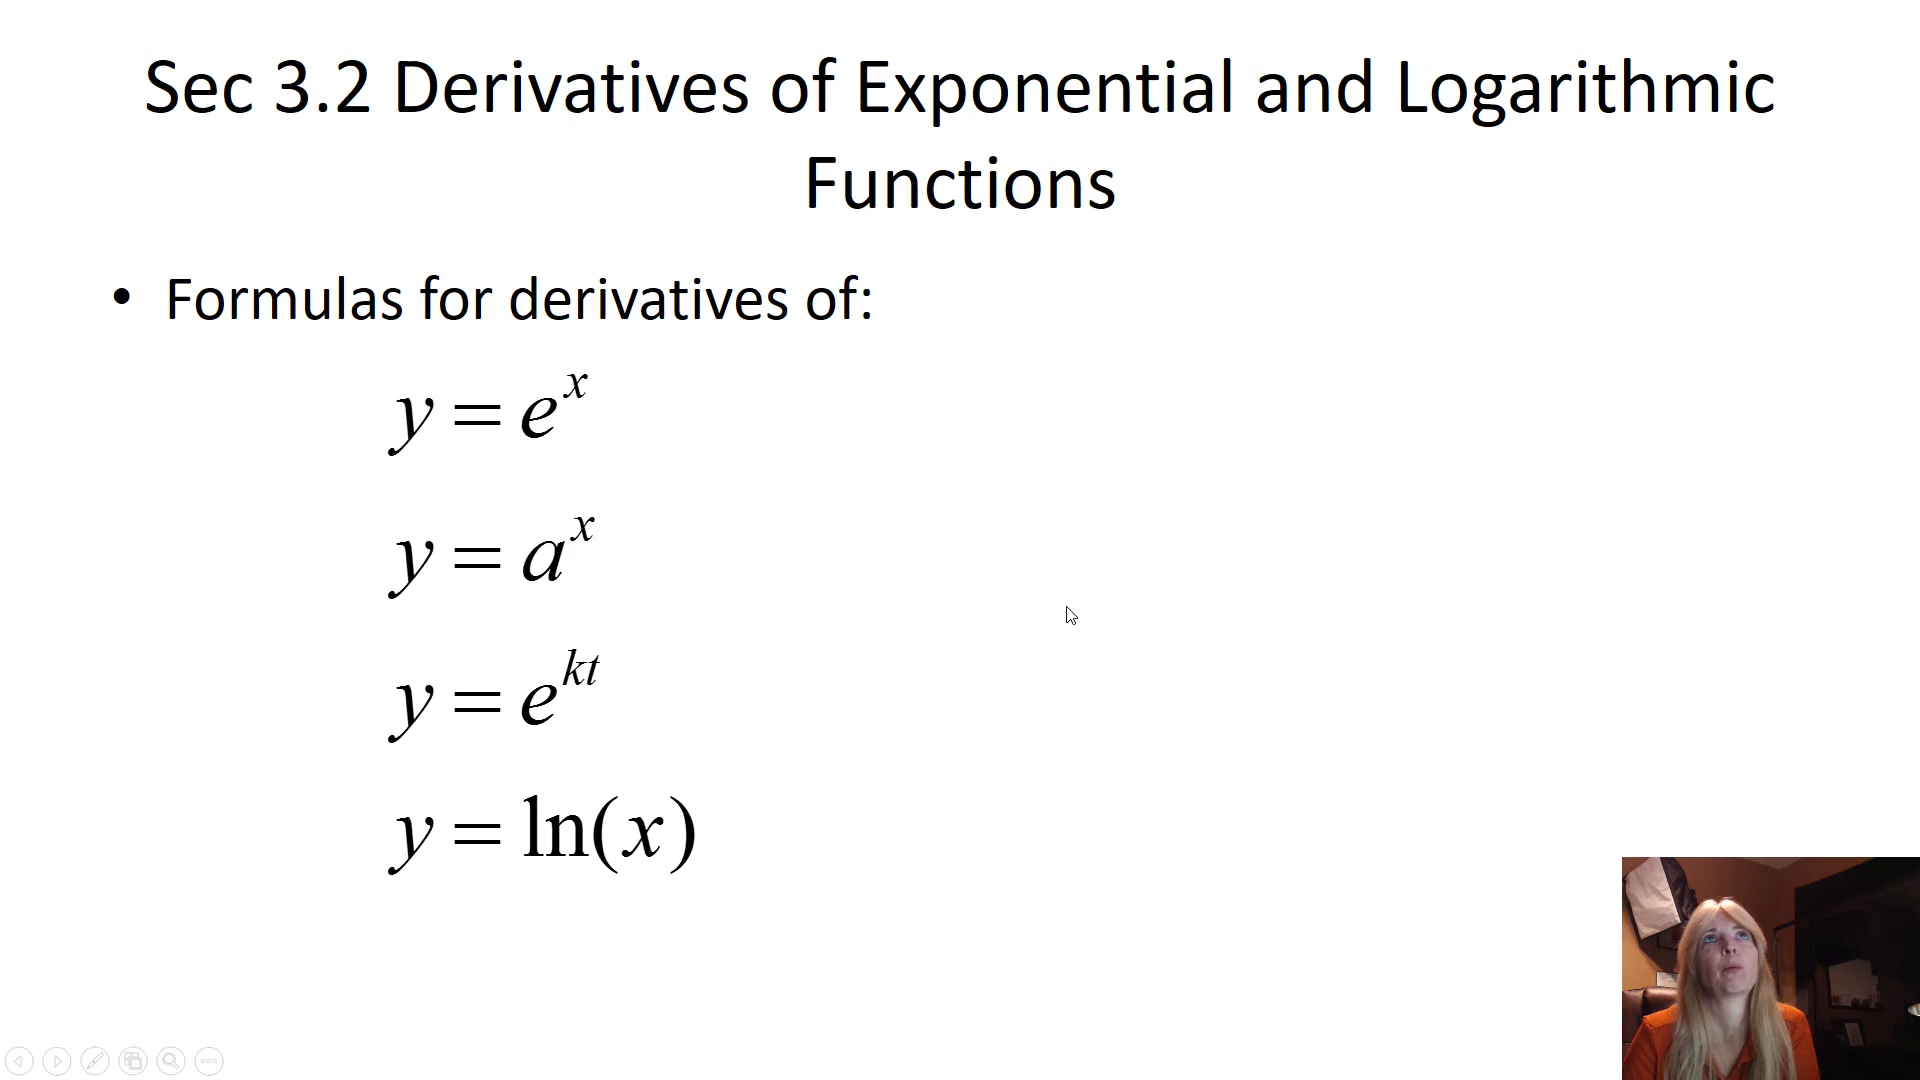 Sec 3.2 Derivatives of Exponential and Logarithmic
Functions
• Formulas for derivatives of:
y = e^x
y = a^x
y = e^{kt}
y = ln(x)